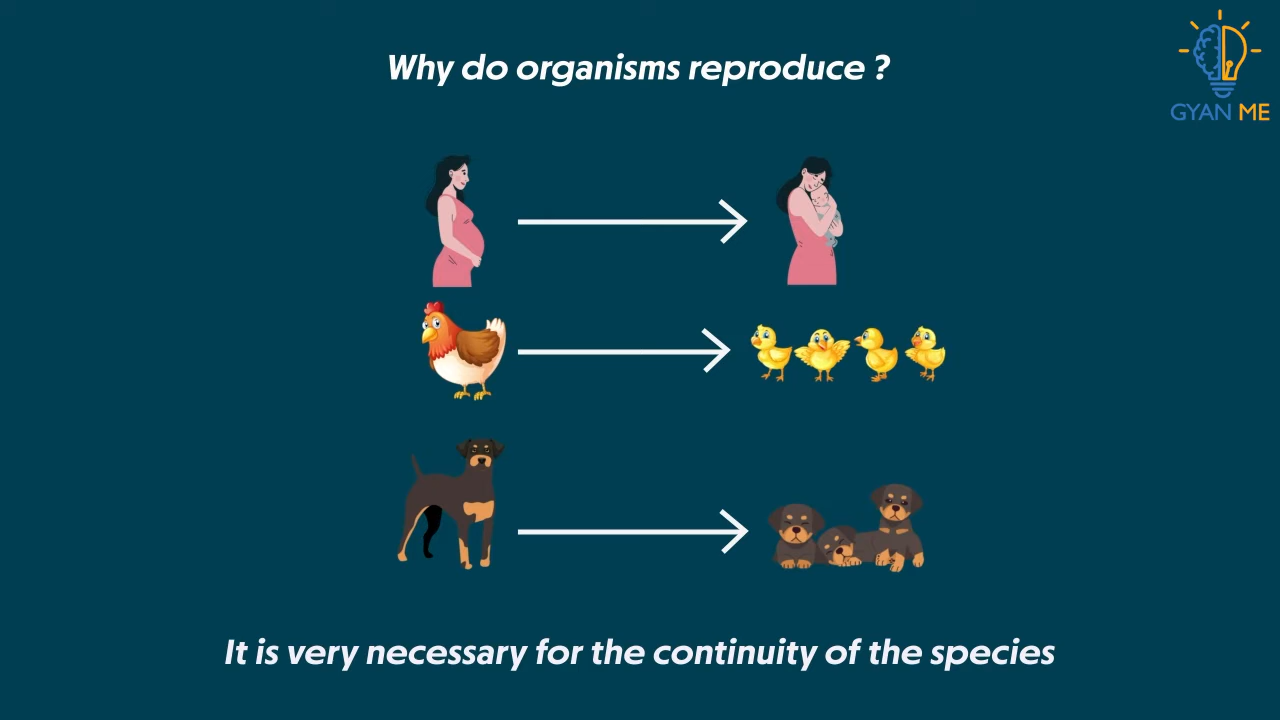 Why do organisms reproduce ?
GYAN ME
It is very necessary for the continuity of the species